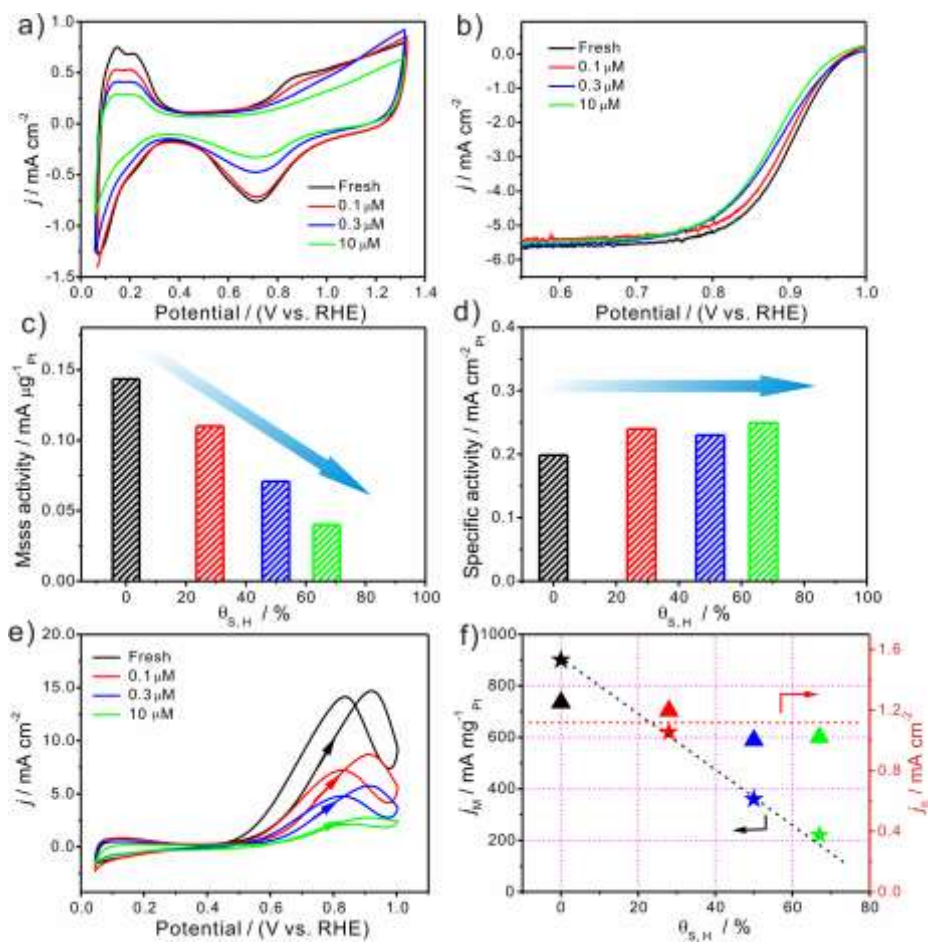 a)
1.0
0.5
0.0
-0.5
-1.0
-1.5
j / mA cm-2
Fresh
0.1 μM
0.3 μM
10 μM
0.0 0.2 0.4 0.6 0.8 1.0 1.2 1.4
Potential / (V vs. RHE)
b)
0.0
-1.0
-2.0
-3.0
-4.0
-5.0
-6.0
j / mA cm-2
Fresh
0.1 μM
0.3 μM
10 μM
0.6 0.7 0.8 0.9 1.0
Potential / (V vs. RHE)
c)
0.15
0.10
0.05
0.00
Msss activity / mA μg-1Pt
0 20 40 60 80 100
θS, H / %
d)
0.4
0.3
0.2
0.1
0.0
Specific activity / mA cm-2Pt
0 20 40 60 80 100
θS, H / %
e)
20.0
15.0
10.0
5.0
0.0
j / mA cm-2
Fresh
0.1 μM
0.3 μM
10 μM
0.0 0.2 0.4 0.6 0.8 1.0
Potential / (V vs. RHE)
f)
1000
900
800
700
600
500
400
200
0
jM / mA mg-1Pt
1.6
1.2
0.8
0.4
0.0
jS / mA cm-2
0 20 40 60 80
θS, H / %